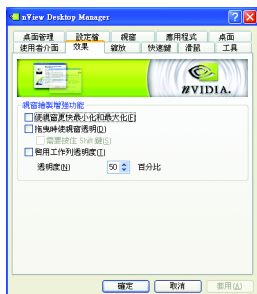 nView Desktop Manager
桌面管理 設定檔 視窗 應用程式 桌面
使用者介面 效果 縮放 快速鍵 滑鼠 工具
NVIDIA.
視窗繪製增強功能
使視窗更快最小化和最大化(F)
拖曳時使視窗透明(D)
需要按住 Shift 鍵(S)
啟用工作列透明度(T)
透明度(N) 50 百分比
確定 取消 套用(A)